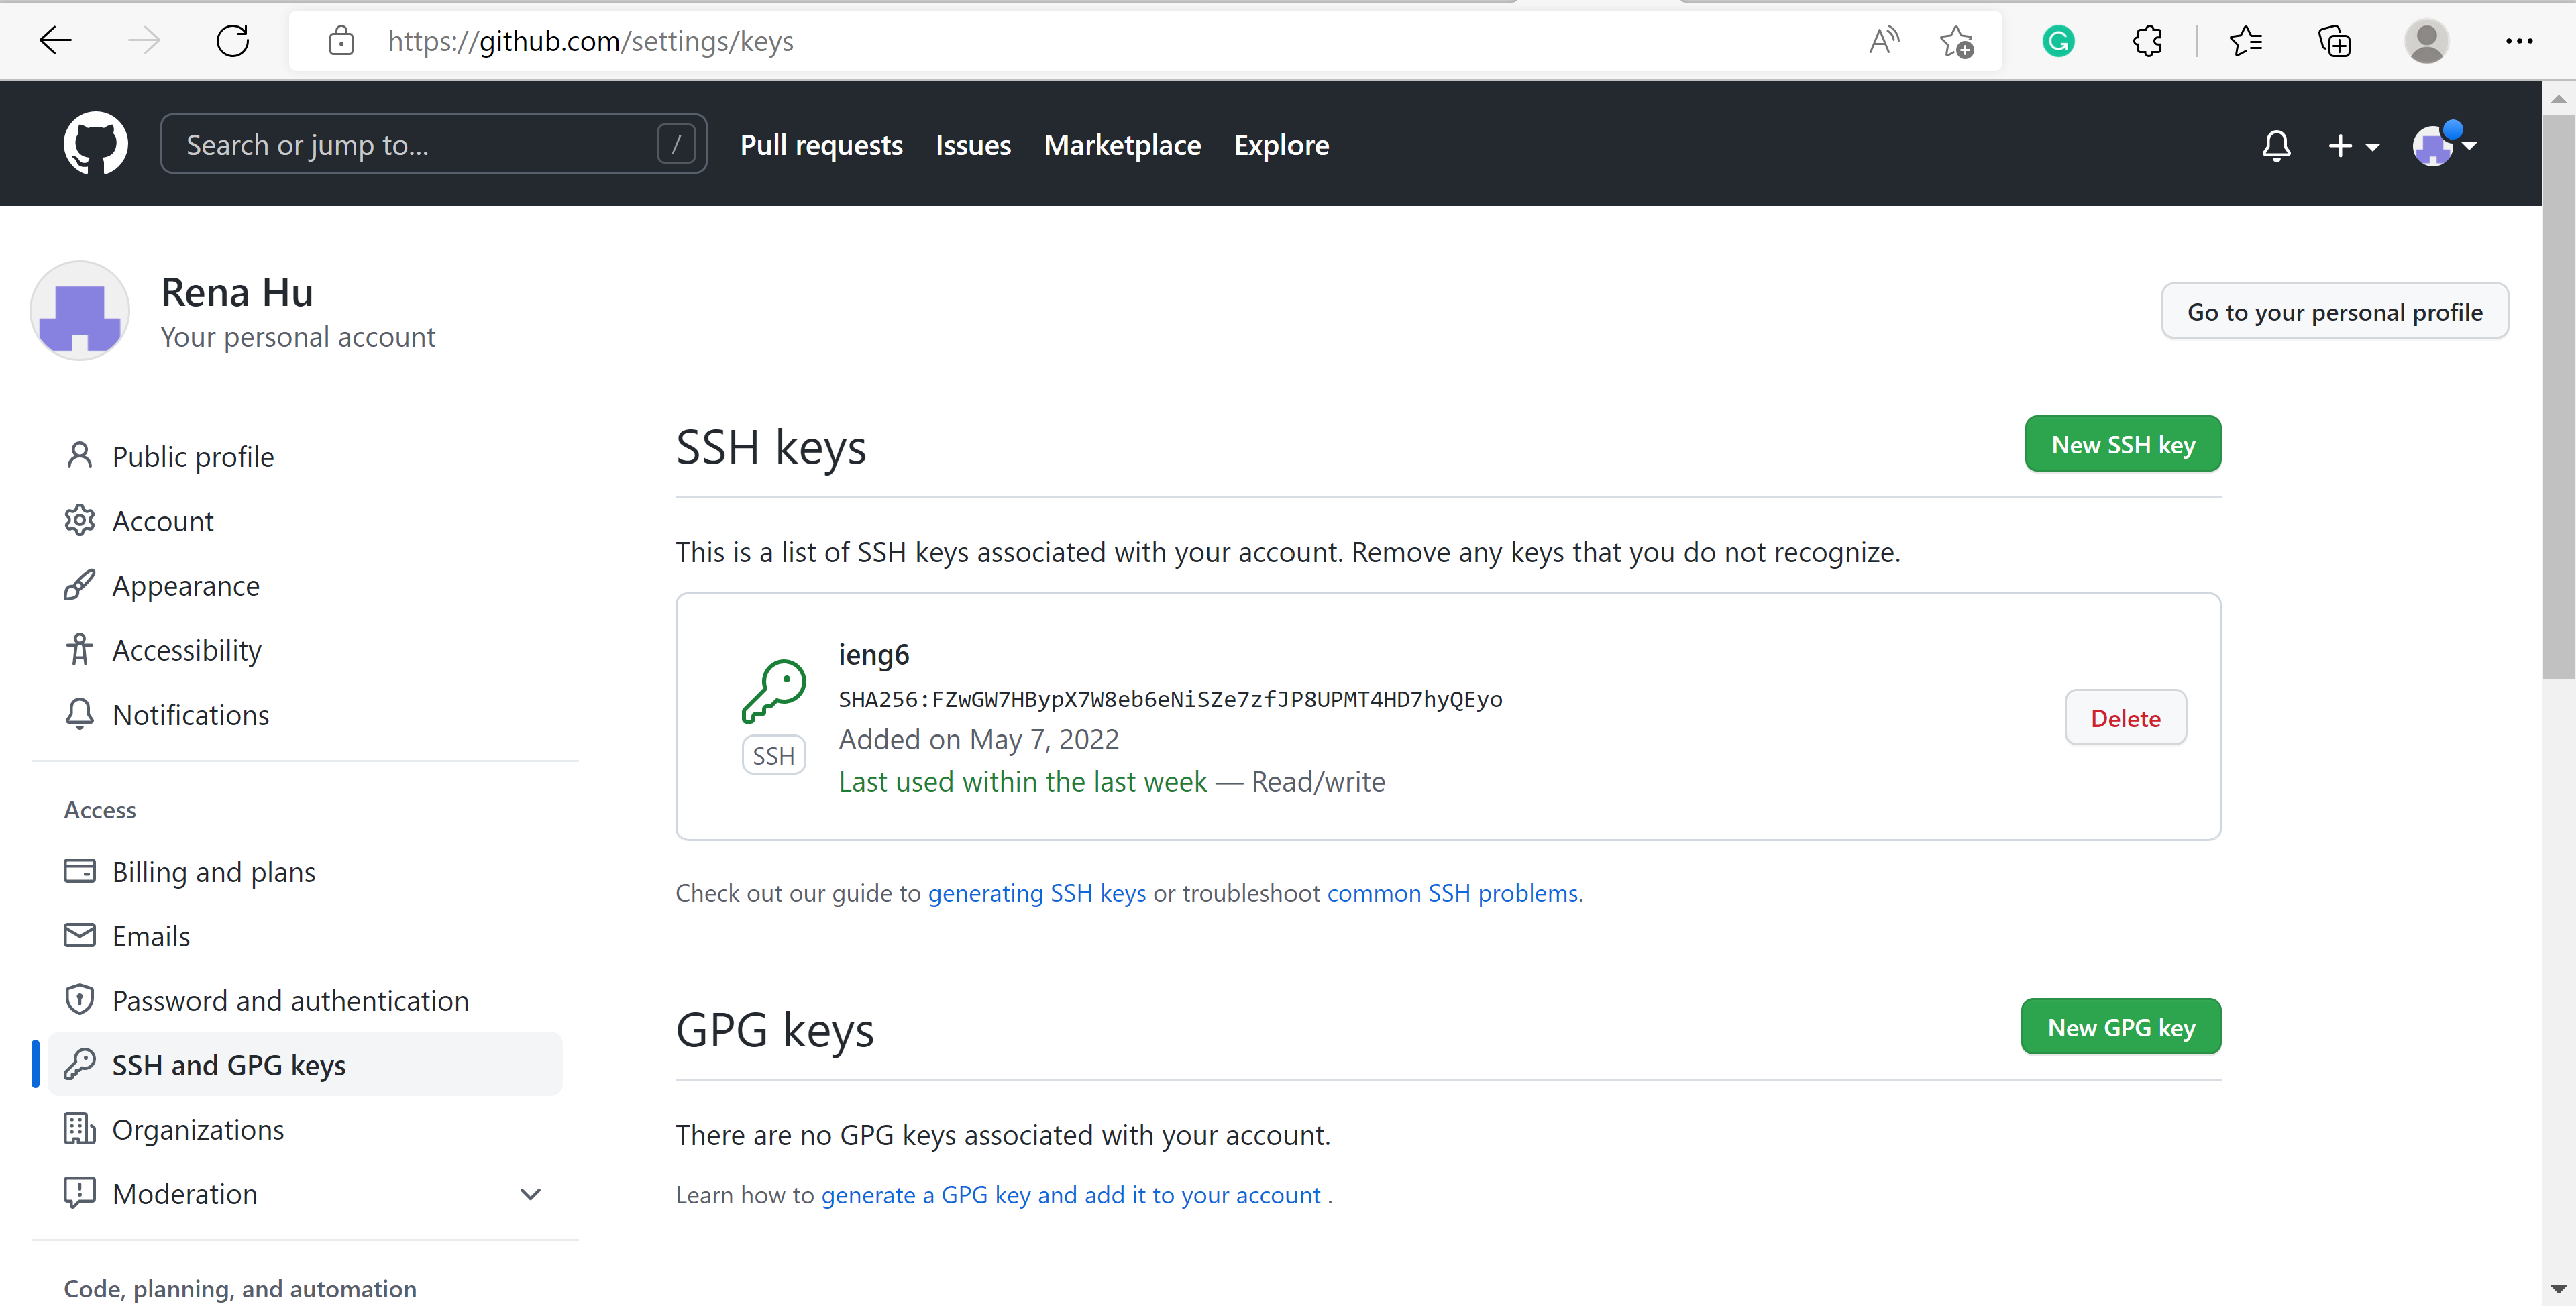 https://github.com/settings/keys
Search or jump to... /
Pull requests Issues Marketplace Explore
Rena Hu
Your personal account
Go to your personal profile
Public profile
Account
Appearance
Accessibility
Notifications
Access
Billing and plans
Emails
Password and authentication
SSH and GPG keys
Organizations
Moderation
Code, planning, and automation
SSH keys
New SSH key
This is a list of SSH keys associated with your account. Remove any keys that you do not recognize.
ieng6
SHA256:FZwGW7HBypX7W8eb6eNiSZe7zfJP8UPMT4HD7hyQEyo
SSH
Added on May 7, 2022
Last used within the last week — Read/write
Delete
Check out our guide to generating SSH keys or troubleshoot common SSH problems.
GPG keys
New GPG key
There are no GPG keys associated with your account.
Learn how to generate a GPG key and add it to your account .